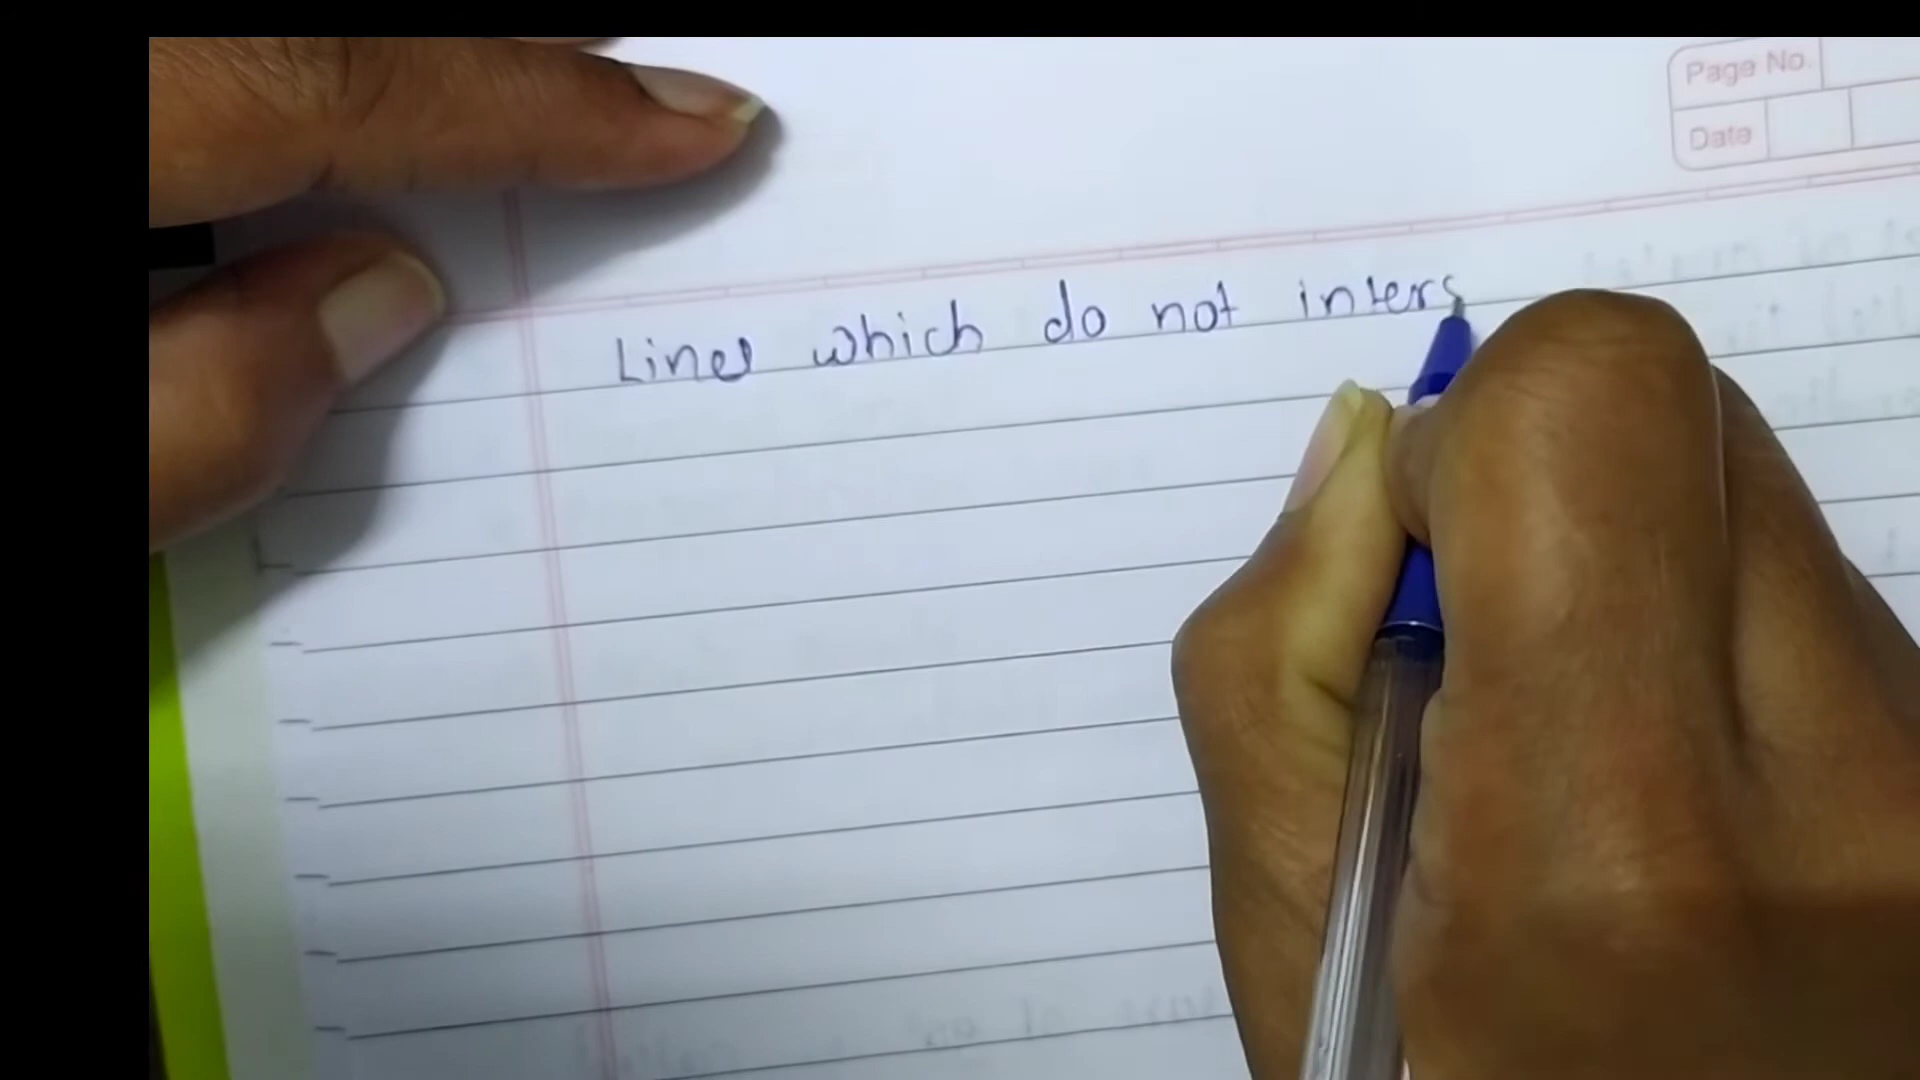 Page No.
Date
Lines which do not inters